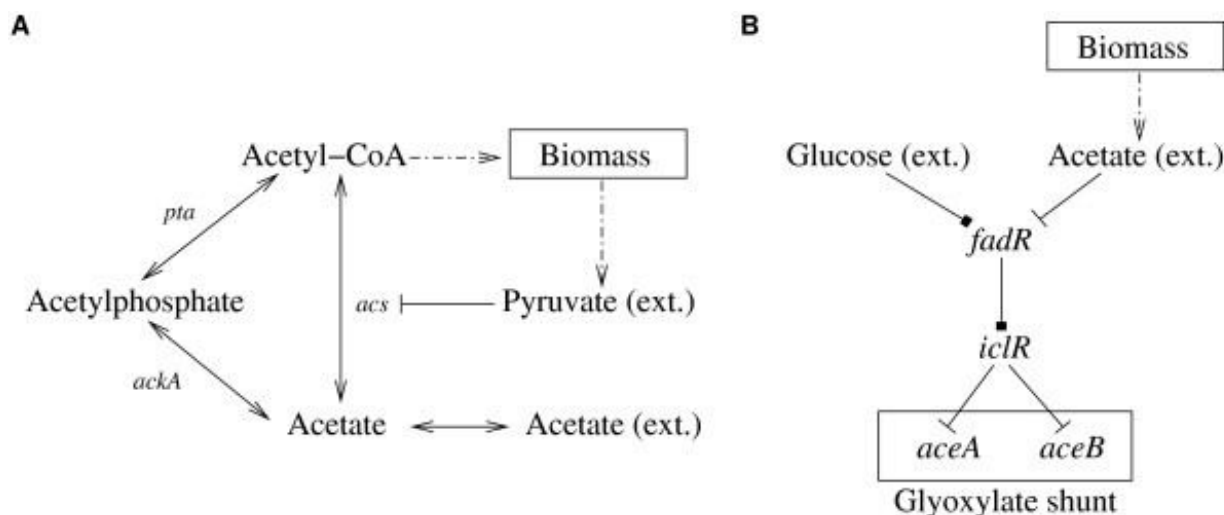 A
Acetyl–CoA
Biomass
pta
Acetylphosphate
acs
Pyruvate (ext.)
ackA
Acetate
Acetate (ext.)
B
Biomass
Glucose (ext.)
Acetate (ext.)
fadR
iclR
aceA
aceB
Glyoxylate shunt